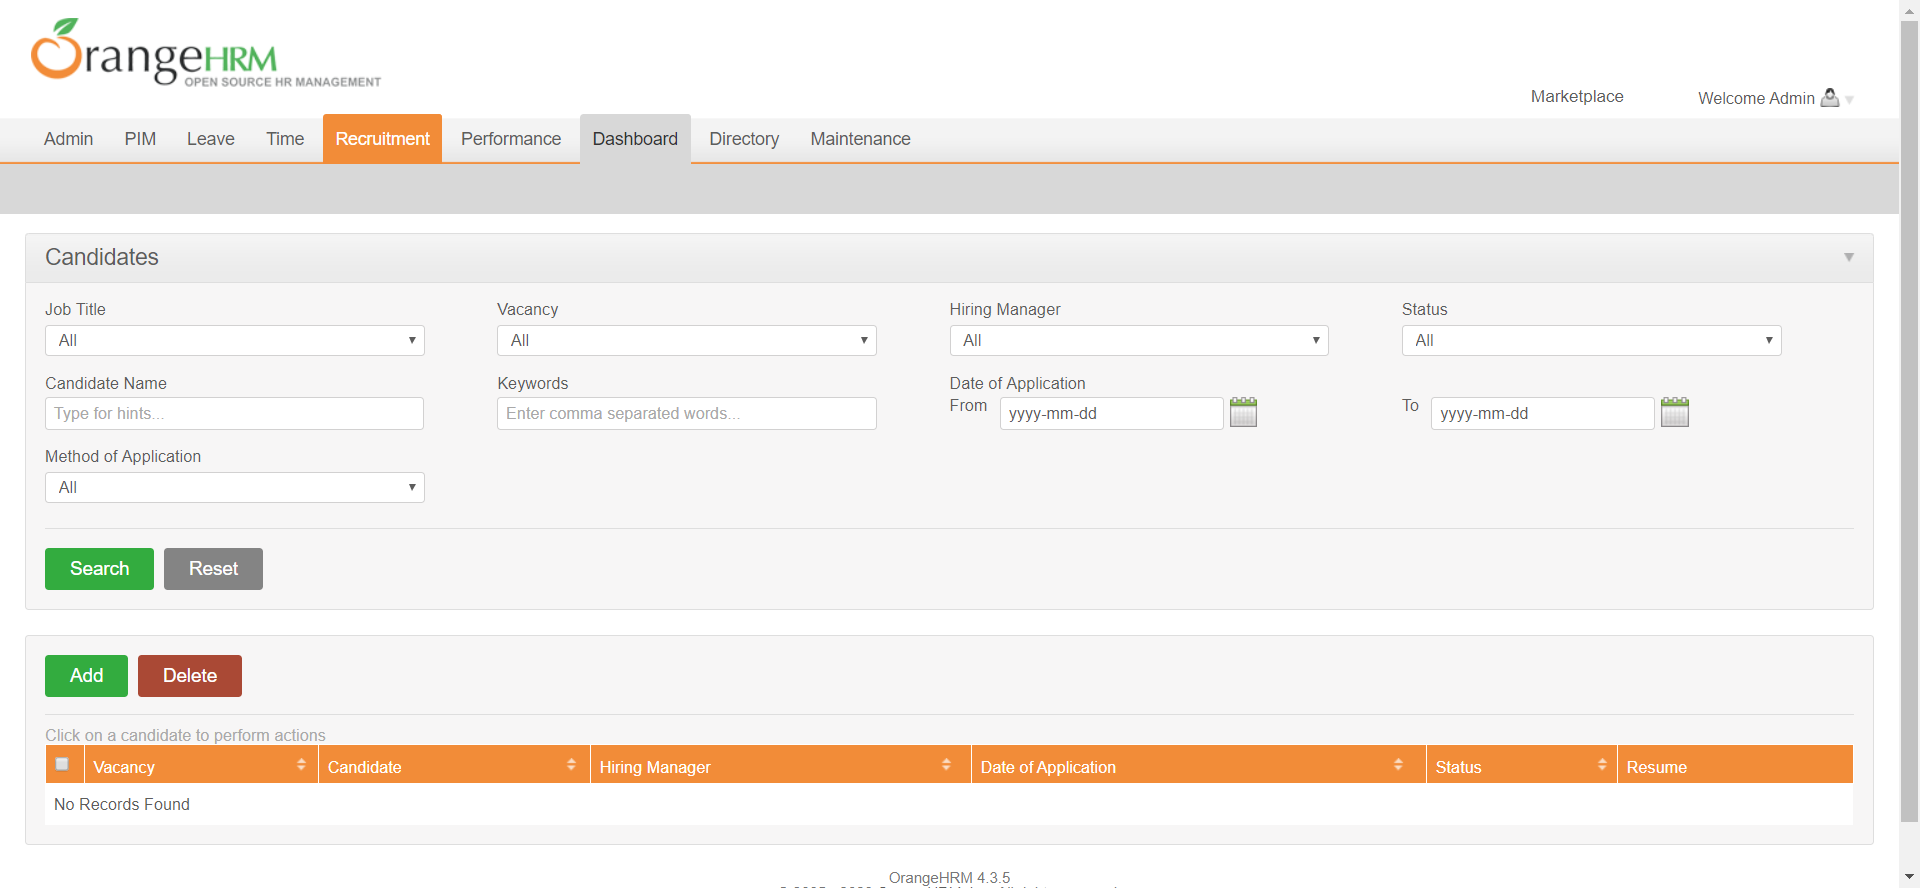 OrangeHRM
OPEN SOURCE HR MANAGEMENT
Marketplace
Welcome Admin
Admin PIM Leave Time Recruitment Performance Dashboard Directory Maintenance
Candidates
Job Title Vacancy Hiring Manager Status
All All All All
Candidate Name Keywords Date of Application
Type for hints... Enter comma separated words... From yyyy-mm-dd To yyyy-mm-dd
Method of Application
All
Search Reset
Add Delete
Click on a candidate to perform actions
Vacancy Candidate Hiring Manager Date of Application Status Resume
No Records Found
OrangeHRM 4.3.5